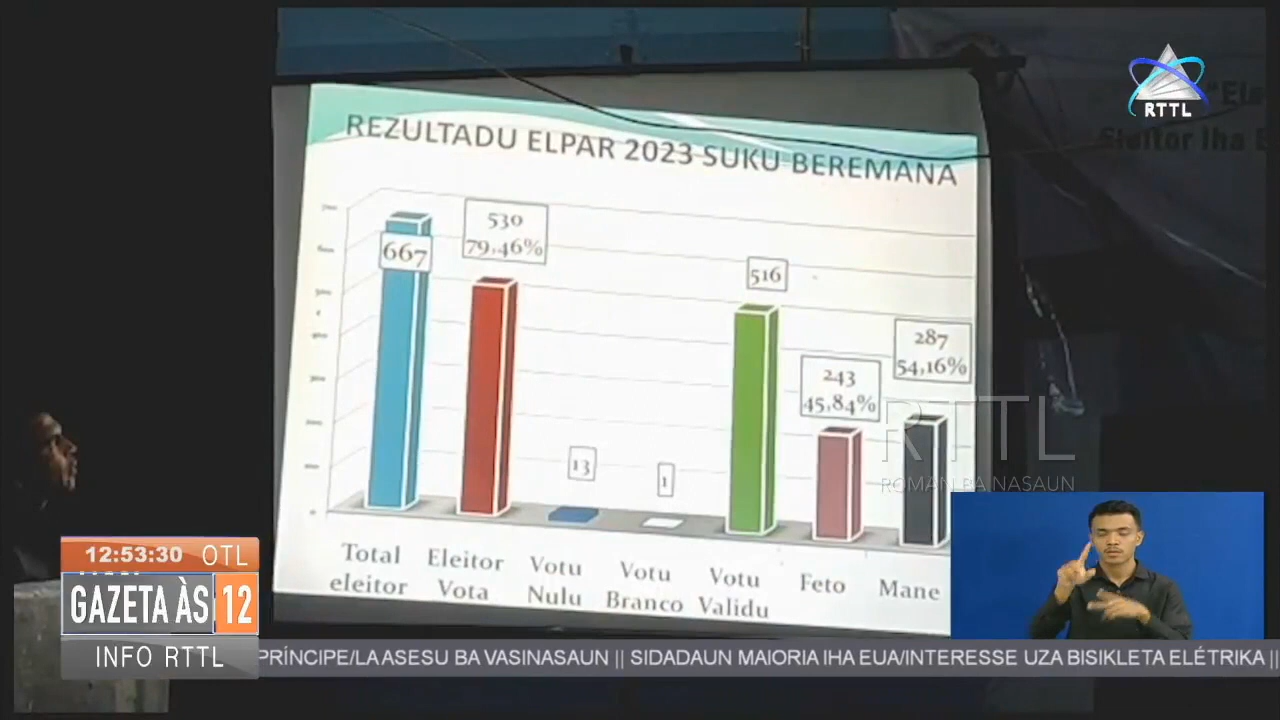 RTTL
REZULTADU ELPAR 2023 SUKU BEREMANA
667
530
79,46%
13
1
516
243
45,84%
287
54,16%
Total eleitor
Eleitor Vota
Votu Nulu
Votu Branco
Votu Validu
Feto
Mane
Eleitor Iha
RTTL
ROMAN BA NASAUN
12:53:30 OTL
GAZETA ÀS 12
INFO RTTL
PRÍNCIPE/LA ASESU BA VASINASAUN || SIDADAUN MAIORIA IHA EUA/INTERESSE UZA BISIKLETA ELÉTRIKA ||